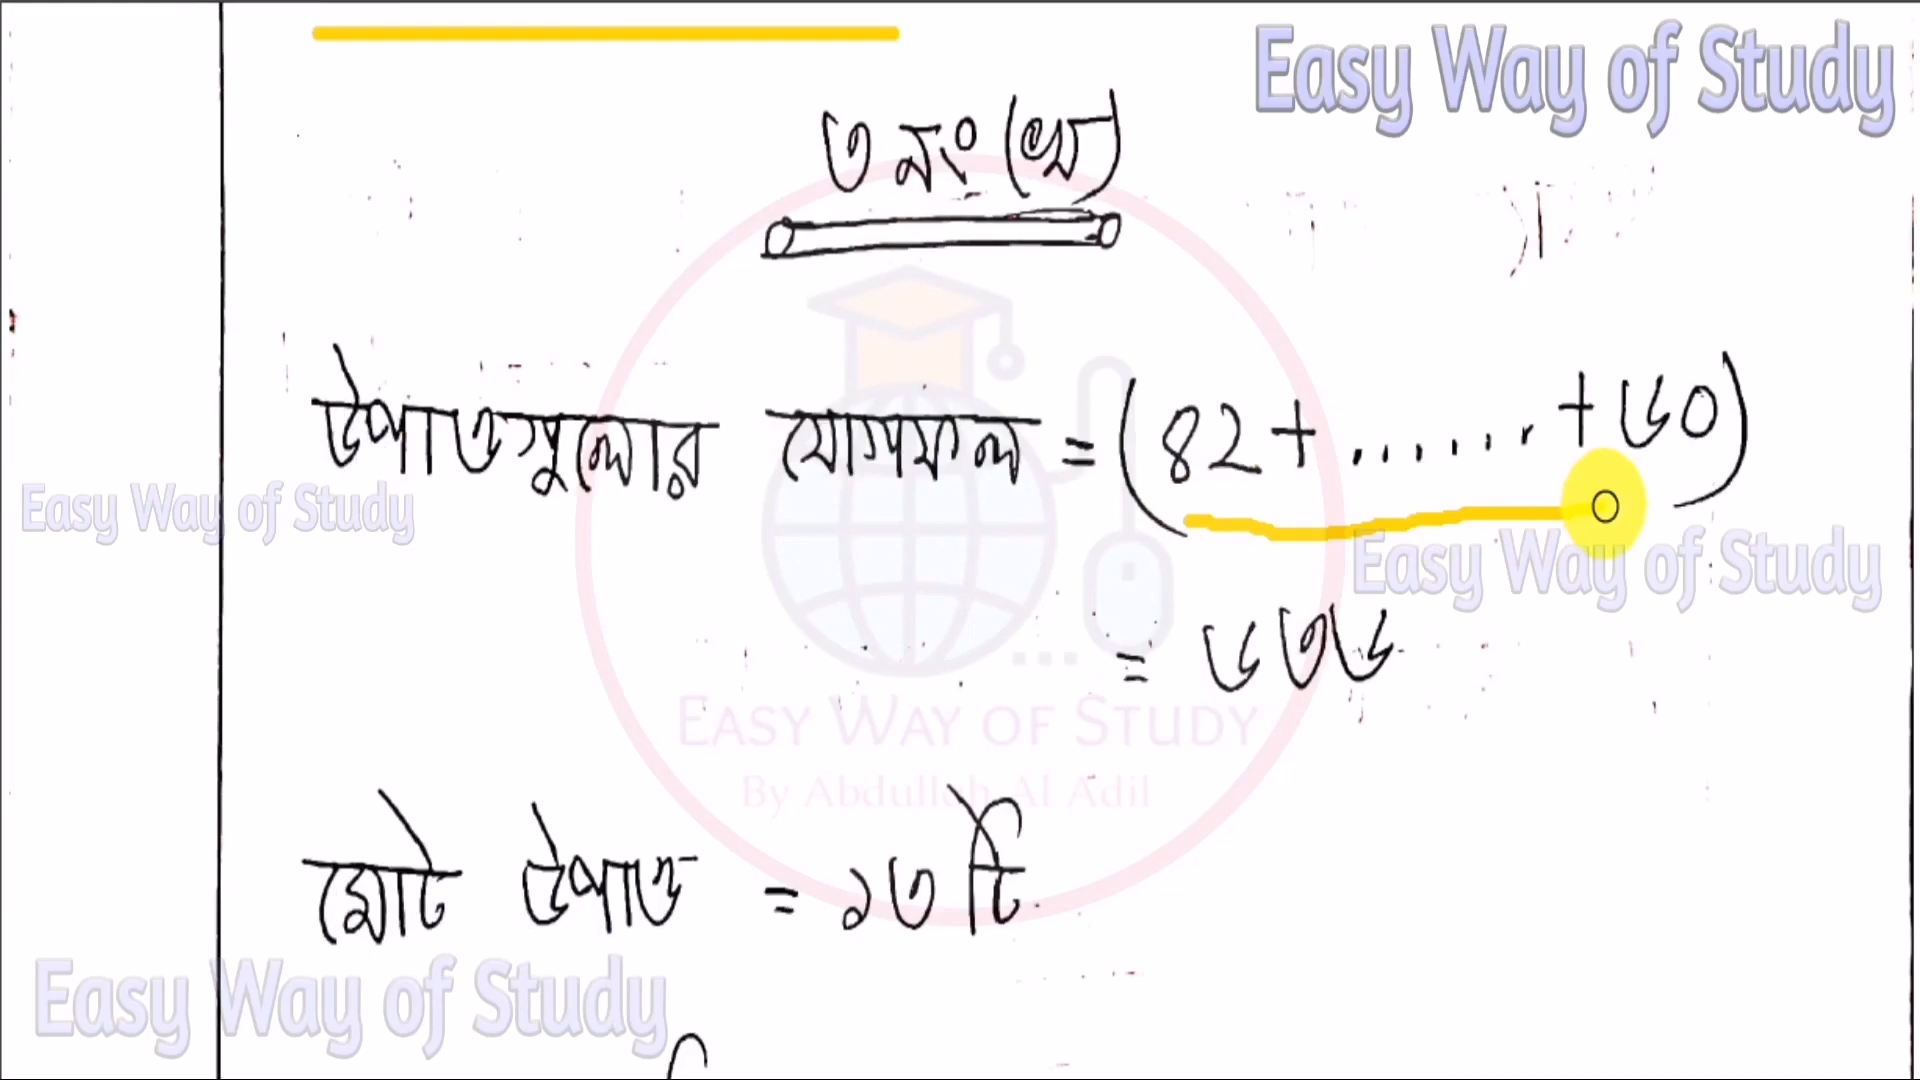 Easy Way of Study
৩ নং (খ)
উপাত্তগুলোর যোগফল = (৪২ + ...... + ৬০)
Easy Way of Study
Easy Way of Study
= ৬৩৬
EASY WAY OF STUDY
By Abdullah Al Adil
মোট উপাত্ত = ১৩ টি
Easy Way of Study